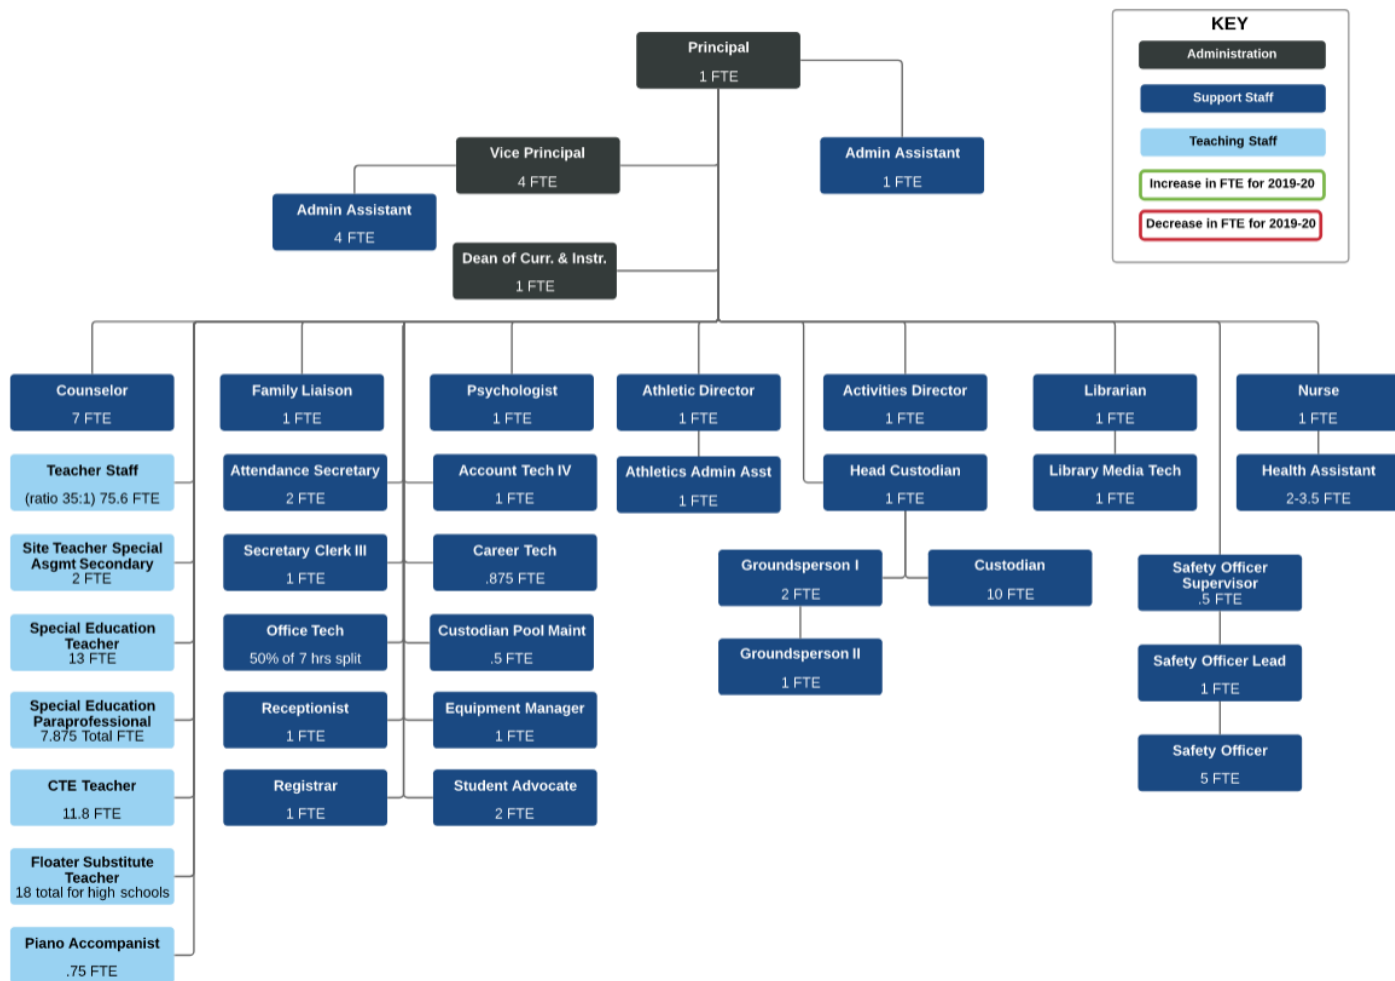 KEY
Administration
Support Staff
Teaching Staff
Increase in FTE for 2019-20
Decrease in FTE for 2019-20
Principal
1 FTE
Vice Principal
4 FTE
Admin Assistant
1 FTE
Admin Assistant
4 FTE
Dean of Curr. & Instr.
1 FTE
Counselor
7 FTE
Family Liaison
1 FTE
Psychologist
1 FTE
Athletic Director
1 FTE
Activities Director
1 FTE
Librarian
1 FTE
Nurse
1 FTE
Teacher Staff
(ratio 35:1) 75.6 FTE
Attendance Secretary
2 FTE
Account Tech IV
1 FTE
Athletics Admin Asst
1 FTE
Head Custodian
1 FTE
Library Media Tech
1 FTE
Health Assistant
2-3.5 FTE
Site Teacher Special
Asgmt Secondary
2 FTE
Secretary Clerk III
1 FTE
Career Tech
.875 FTE
Groundsperson I
2 FTE
Custodian
10 FTE
Safety Officer
Supervisor
.5 FTE
Special Education
Teacher
13 FTE
Office Tech
50% of 7 hrs split
Custodian Pool Maint
.5 FTE
Groundsperson II
1 FTE
Safety Officer Lead
1 FTE
Special Education
Paraprofessional
7.875 Total FTE
Receptionist
1 FTE
Equipment Manager
1 FTE
Safety Officer
5 FTE
CTE Teacher
11.8 FTE
Registrar
1 FTE
Student Advocate
2 FTE
Floater Substitute
Teacher
18 total for high schools
Piano Accompanist
.75 FTE